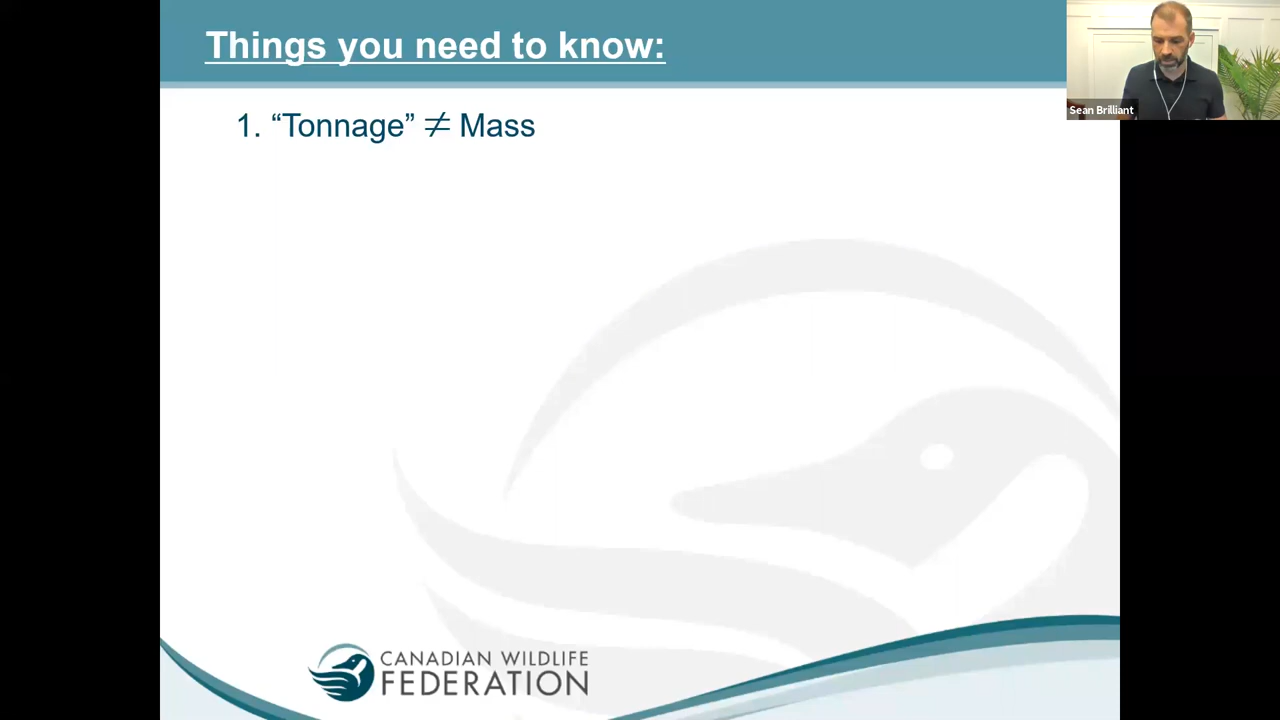 Things you need to know:
Sean Brilliant
1. “Tonnage” ≠ Mass
CANADIAN WILDLIFE
FEDERATION